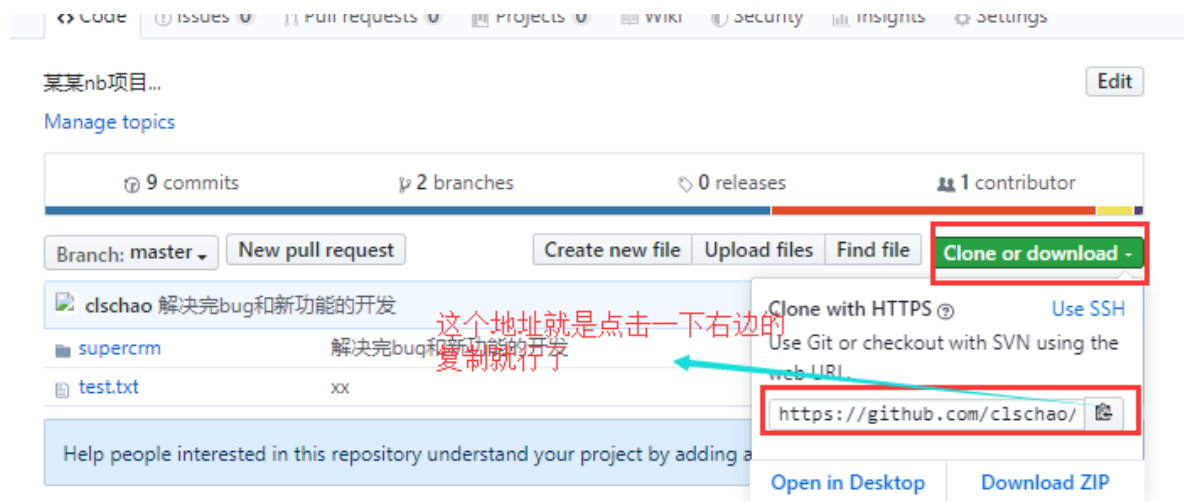 Code Issues 0 Pull requests 0 Projects 0 Wiki Security Insights Settings
某某nb项目...
Edit
Manage topics
9 commits 2 branches 0 releases 1 contributor
Branch: master New pull request Create new file Upload files Find file Clone or download
clschao 解决完bug和新功能的开发
这个地址就是点击一下右边的
复制就行了
supercrm 解决完bug和新功能的开发
test.txt xx
Clone with HTTPS Use SSH
Use Git or checkout with SVN using the
web URL.
https://github.com/clschao/
Help people interested in this repository understand your project by adding a
Open in Desktop Download ZIP